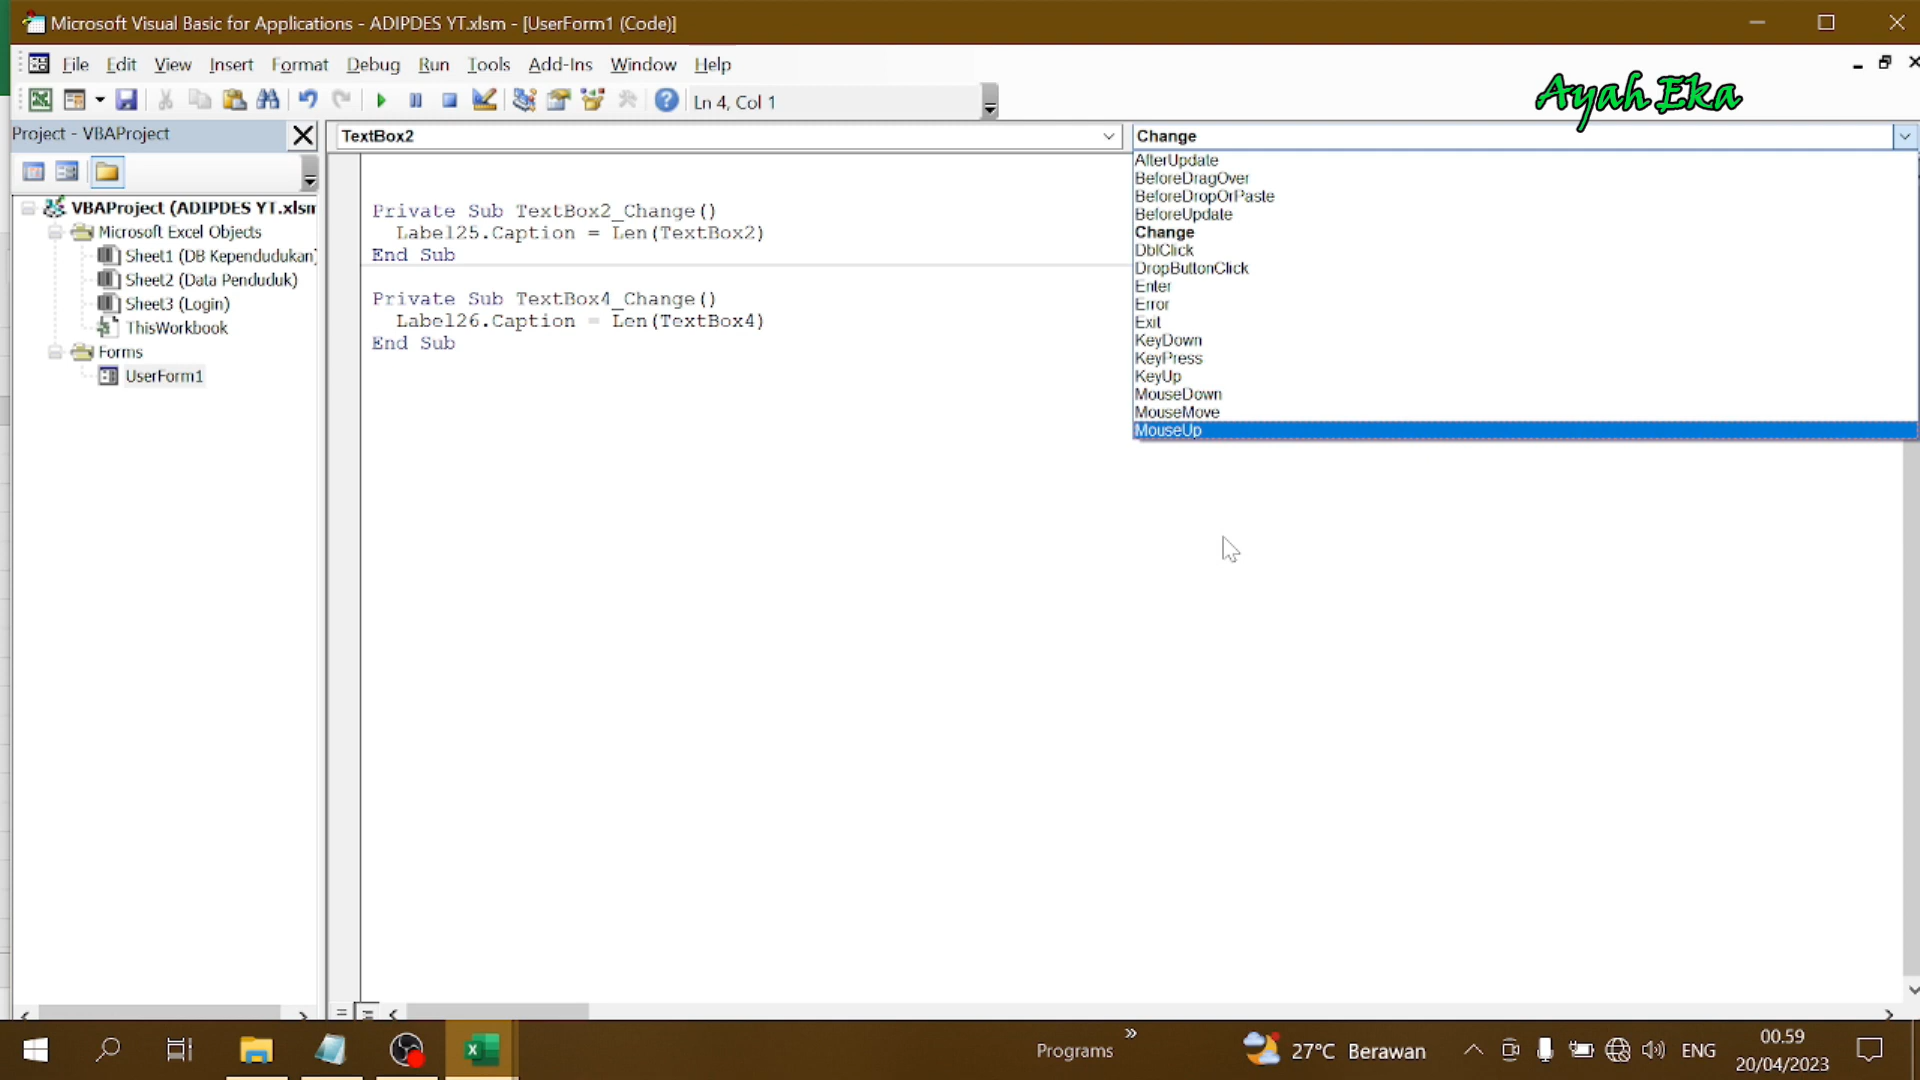 Microsoft Visual Basic for Applications - ADIPDES YT.xlsm - [UserForm1 (Code)]
File Edit View Insert Format Debug Run Tools Add-Ins Window Help
Ln 4, Col 1
Ayah Eka
Project - VBAProject
TextBox2
Change
VBAProject (ADIPDES YT.xlsm
Microsoft Excel Objects
Sheet1 (DB Kependudukan)
Sheet2 (Data Penduduk)
Sheet3 (Login)
ThisWorkbook
Forms
UserForm1
Private Sub TextBox2_Change()
Label25.Caption = Len(TextBox2)
End Sub
Private Sub TextBox4_Change()
Label26.Caption = Len(TextBox4)
End Sub
AfterUpdate
BeforeDragOver
BeforeDropOrPaste
BeforeUpdate
Change
DblClick
DropButtonClick
Enter
Error
Exit
KeyDown
KeyPress
KeyUp
MouseDown
MouseMove
MouseUp
Programs
27°C Berawan
ENG
00.59
20/04/2023